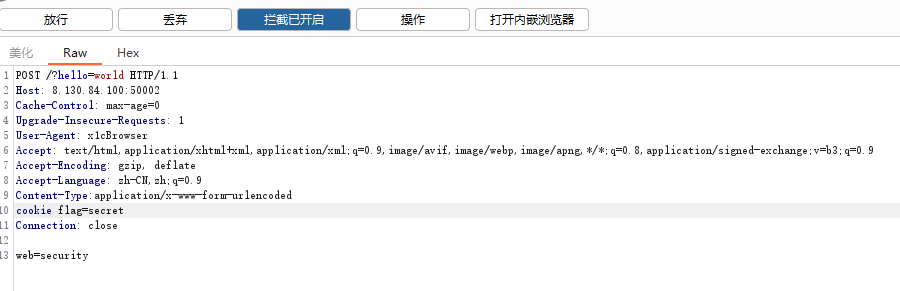 放行 丢弃 拦截已开启 操作 打开内嵌浏览器
美化 Raw Hex
1 POST /?hello=world HTTP/1.1
2 Host: 8.130.84.100:50002
3 Cache-Control: max-age=0
4 Upgrade-Insecure-Requests: 1
5 User-Agent: x1cBrowser
6 Accept: text/html,application/xhtml+xml,application/xml;q=0.9,image/avif,image/webp,image/apng,*/*;q=0.8,application/signed-exchange;v=b3;q=0.9
7 Accept-Encoding: gzip, deflate
8 Accept-Language: zh-CN,zh;q=0.9
9 Content-Type:application/x-www-form-urlencoded
10 cookie flag=secret
11 Connection: close
12
13 web=security